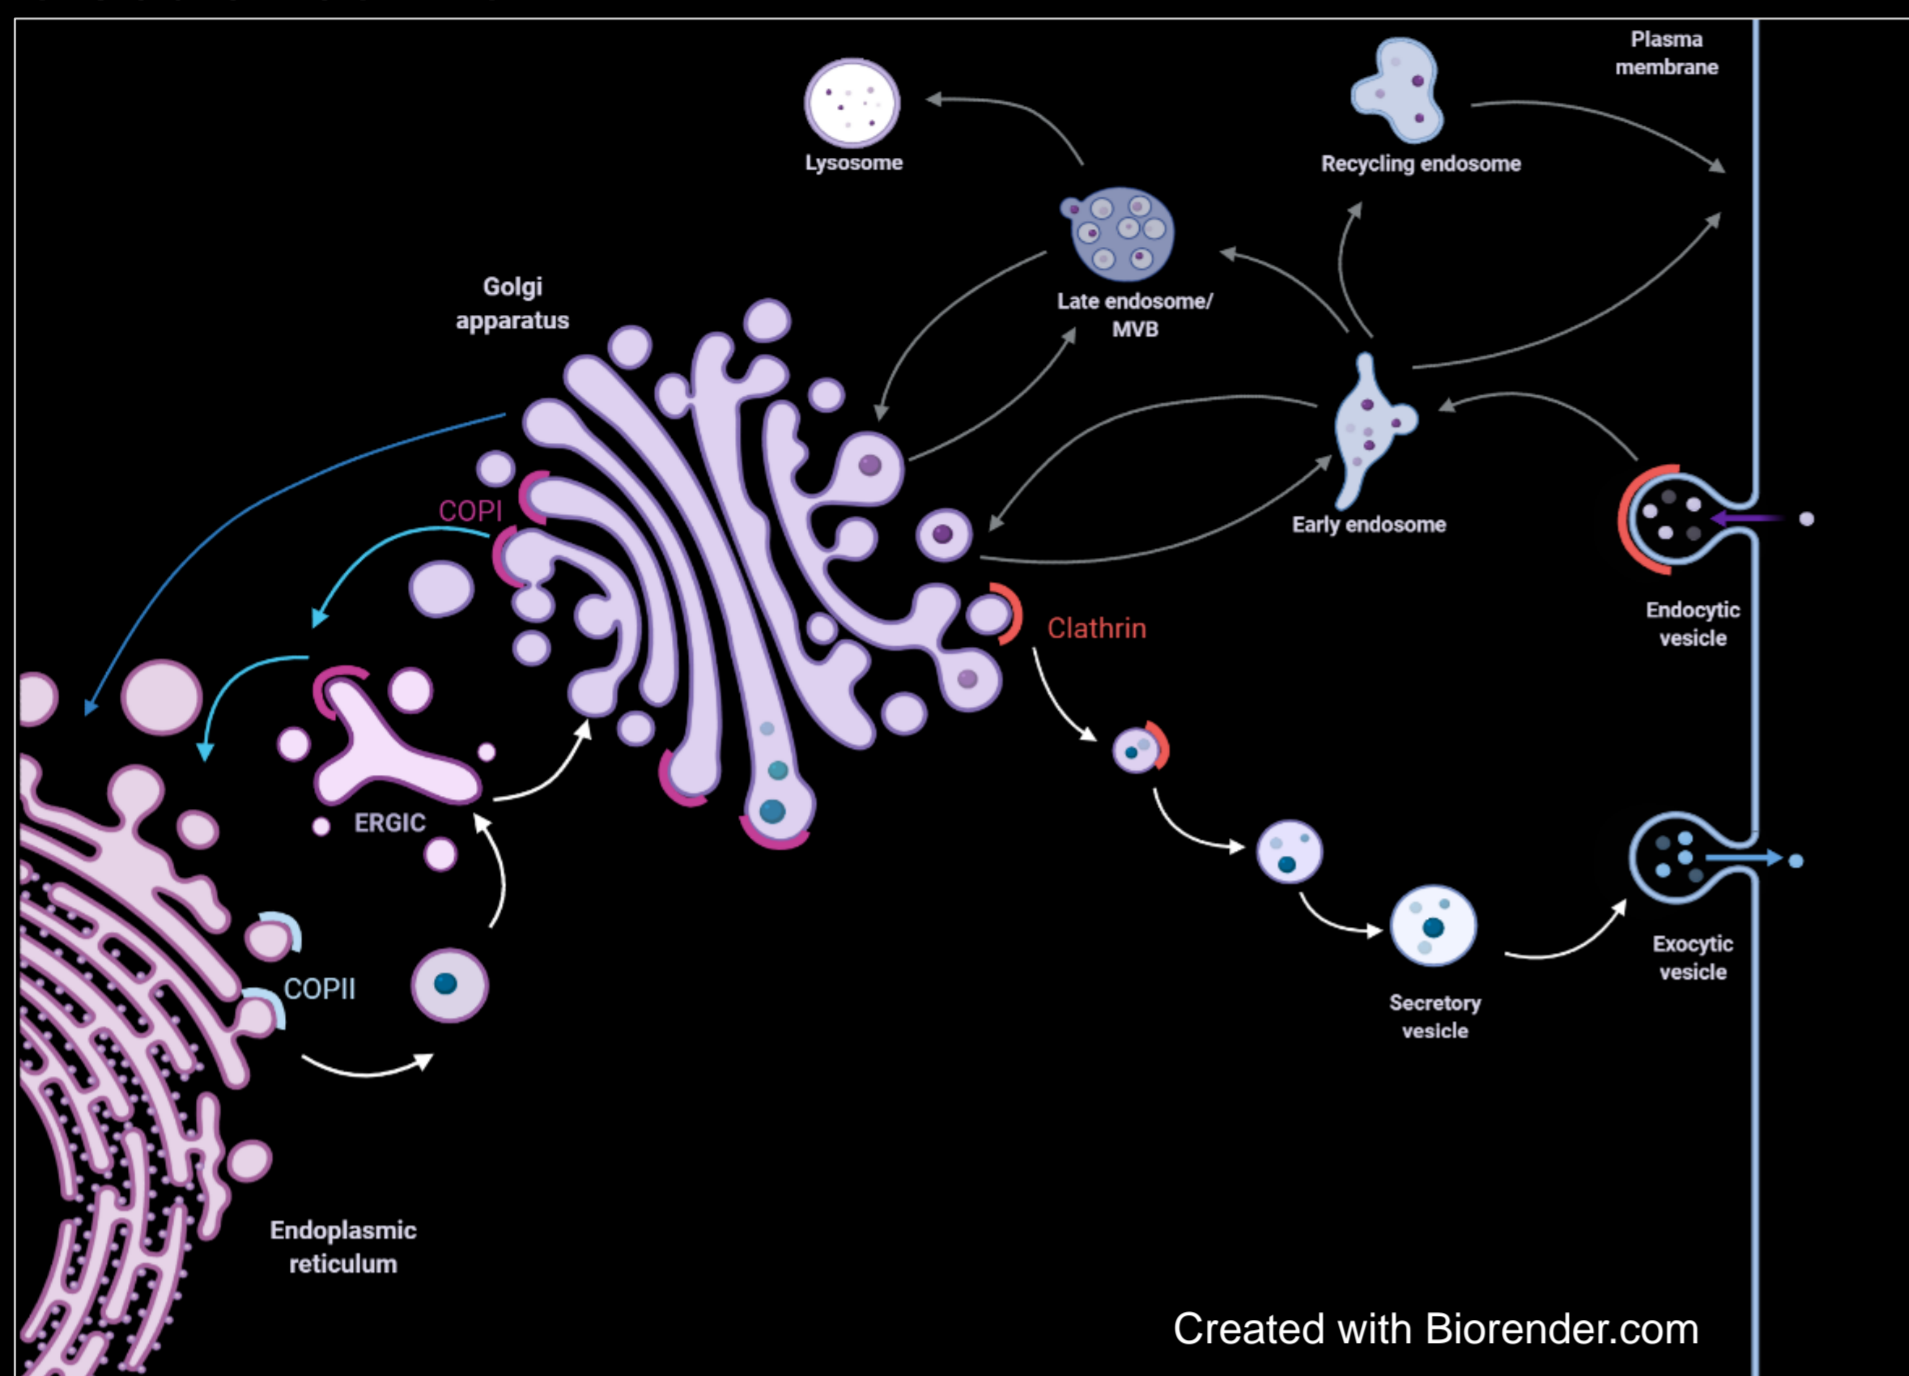 Plasma
membrane
Lysosome
Recycling endosome
Golgi
apparatus
Late endosome/
MVB
COPI
Early endosome
Clathrin
Endocytic
vesicle
ERGIC
COPII
Exocytic
vesicle
Secretory
vesicle
Endoplasmic
reticulum
Created with Biorender.com